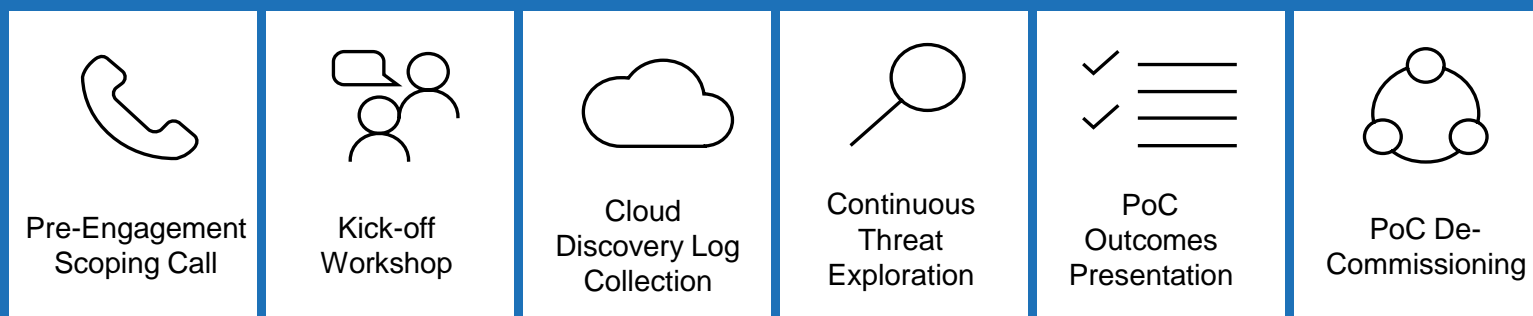 Pre-Engagement
Scoping Call
Kick-off
Workshop
Cloud
Discovery Log
Collection
Continuous
Threat
Exploration
PoC
Outcomes
Presentation
PoC De-
Commissioning